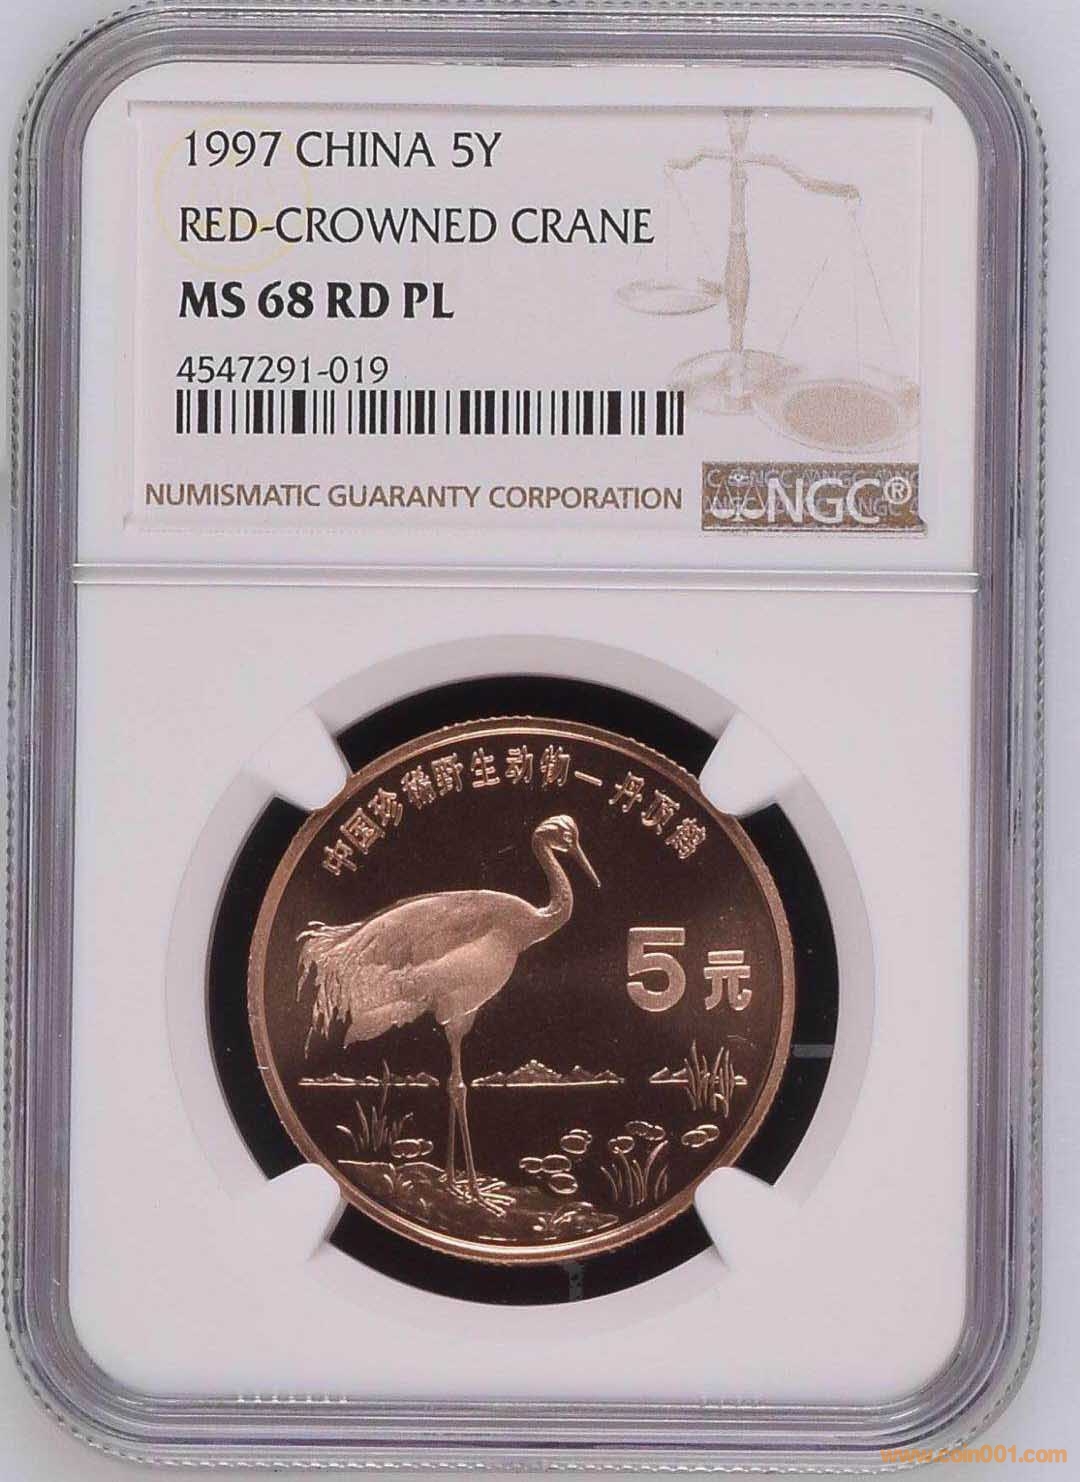 1997 CHINA 5Y
RED-CROWNED CRANE
MS 68 RD PL
4547291-019
NUMISMATIC GUARANTY CORPORATION
NGC®
中国珍稀野生动物—丹顶鹤
5元
www.coin001.com